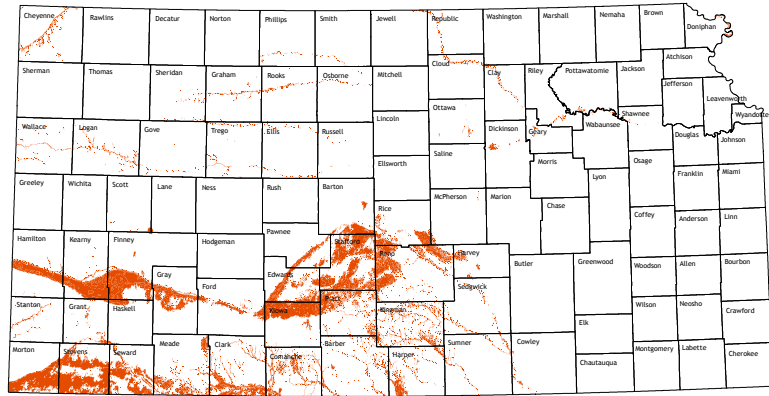 Cheyenne
Rawlins
Decatur
Norton
Phillips
Smith
Jewell
Republic
Washington
Marshall
Nemaha
Brown
Doniphan
Sherman
Thomas
Sheridan
Graham
Rooks
Osborne
Mitchell
Cloud
Clay
Riley
Pottawatomie
Jackson
Atchison
Jefferson
Leavenworth
Wyandotte
Wallace
Logan
Gove
Trego
Ellis
Russell
Lincoln
Ottawa
Dickinson
Geary
Wabaunsee
Shawnee
Douglas
Johnson
Greeley
Wichita
Scott
Lane
Ness
Rush
Barton
Ellsworth
Saline
Morris
Lyon
Osage
Franklin
Miami
Hamilton
Kearny
Finney
Hodgeman
Pawnee
Stafford
Rice
McPherson
Marion
Chase
Coffey
Anderson
Linn
Stanton
Grant
Haskell
Gray
Ford
Edwards
Kiowa
Pratt
Reno
Kingman
Harvey
Sedgwick
Butler
Greenwood
Woodson
Allen
Bourbon
Morton
Stevens
Seward
Meade
Clark
Comanche
Barber
Harper
Sumner
Cowley
Elk
Chautauqua
Wilson
Neosho
Crawford
Montgomery
Labette
Cherokee